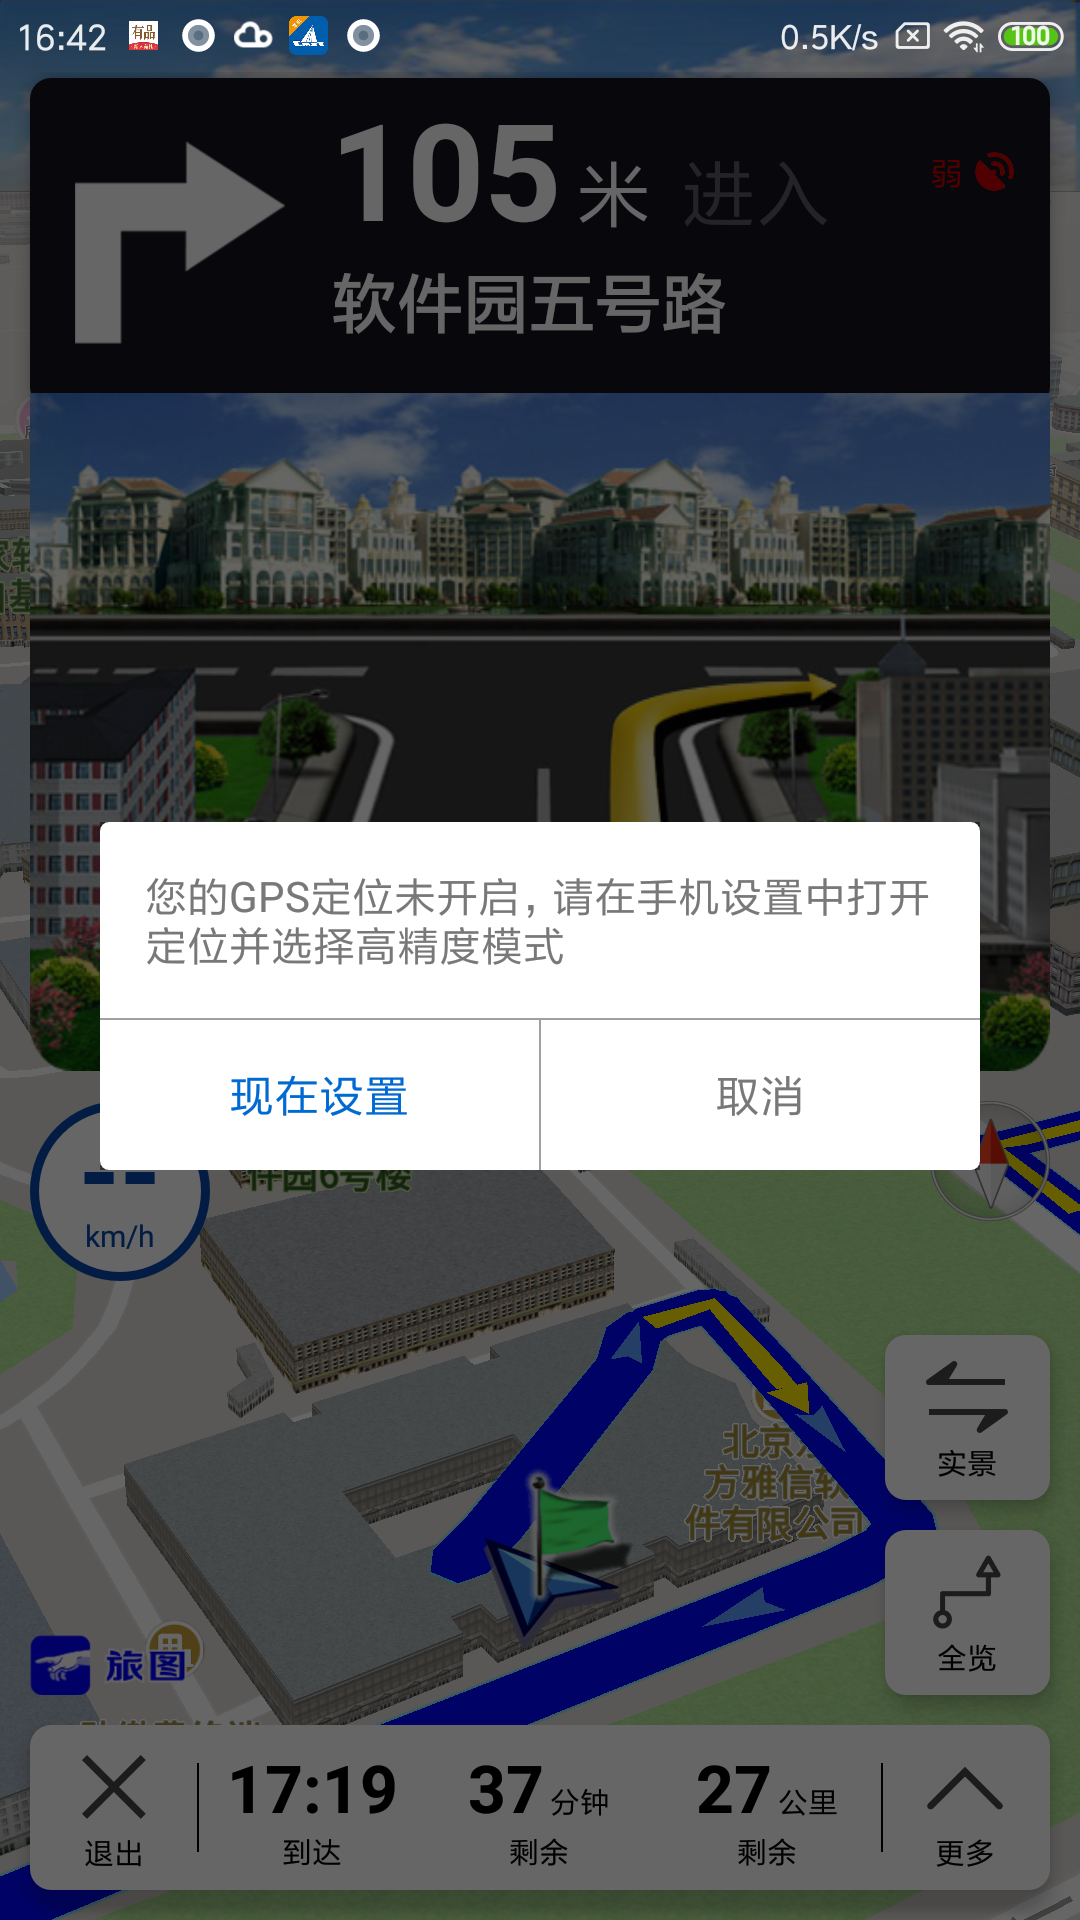 16:42
有品
0.5K/s
100
105 米 进入
弱
软件园五号路
您的GPS定位未开启，请在手机设置中打开
定位并选择高精度模式
现在设置
取消
件园6号楼
km/h
实景
北京
方雅信软
件有限公司
全览
旅图
17:19
37 分钟
27 公里
退出
到达
剩余
剩余
更多